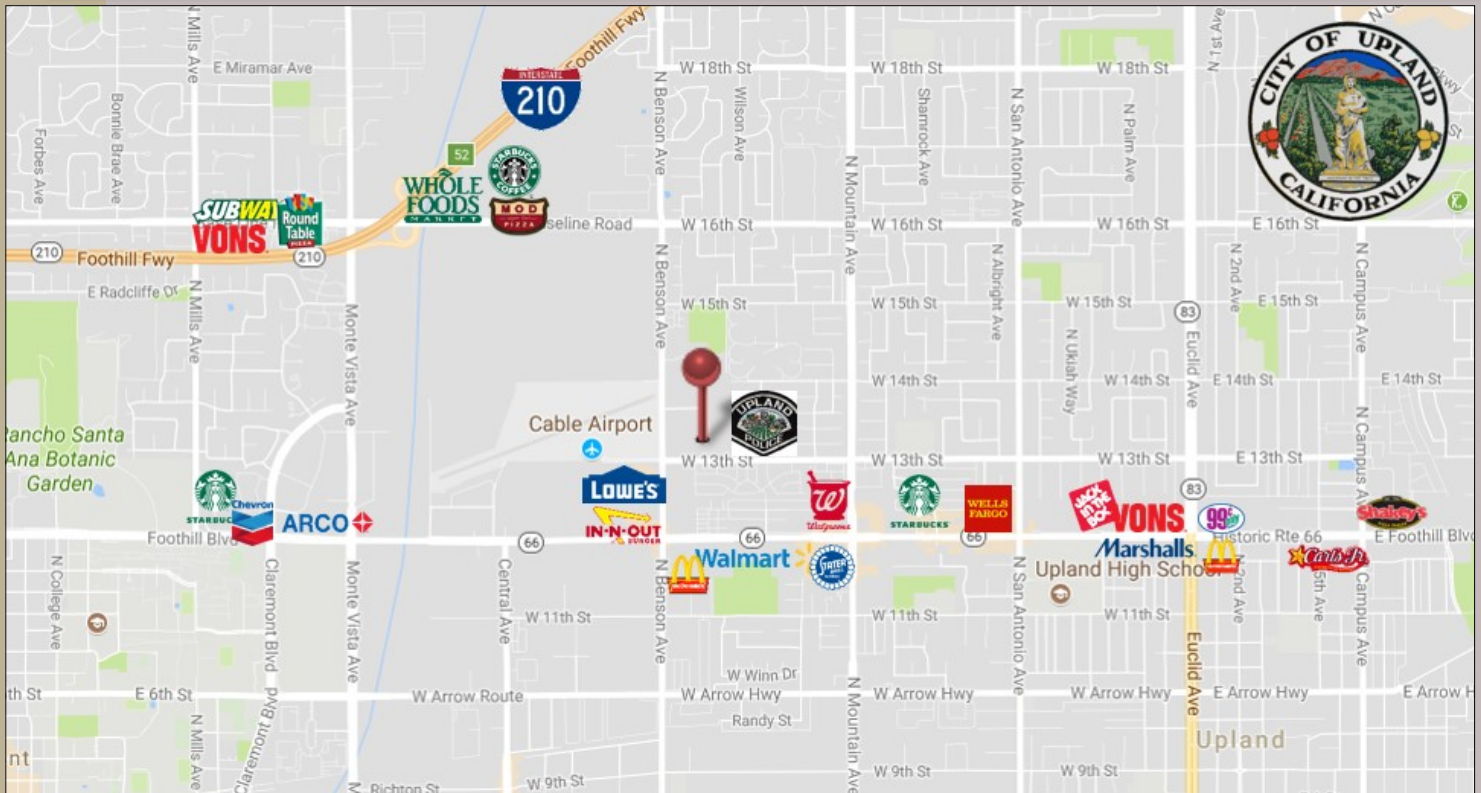 N Mills Ave
E Miramar Ave
Bonnie Brae Ave
Forbes Ave
INTERSTATE
210
Foothill Fwy
52
STARBUCKS
COFFEE
WHOLE
FOODS
MARKET
MOD
PIZZA
seline Road
SUBWAY
VONS
Round
Table
PIZZA
210
Foothill Fwy
210
E Radcliffe Dr
N Mills Ave
Monte Vista Ave
N Benson Ave
W 18th St
W 18th St
W 18th St
Wilson Ave
Shamrock Ave
N San Antonio Ave
N Palm Ave
N Mountain Ave
N 1st Ave
CITY OF UPLAND
CALIFORNIA
W 16th St
W 16th St
W 16th St
E 16th St
N Benson Ave
N Albright Ave
N 2nd Ave
N Campus Ave
W 15th St
W 15th St
W 15th St
E 15th St
83
Euclid Ave
N Ukiah Way
W 14th St
W 14th St
E 14th St
E 14th St
Cable Airport
UPLAND
POLICE
Rancho Santa
Ana Botanic
Garden
W 13th St
W 13th St
W 13th St
E 13th St
N Campus Ave
83
STARBUCKS
Chevron
ARCO
LOWE'S
IN-N-OUT
BURGER
W
Walgreens
STARBUCKS
WELLS
FARGO
JACK
IN THE
BOX
VONS
99¢
Shakey's
Foothill Blvd
66
66
66
Historic Rte 66
E Foothill Blvd
McDonald's
Walmart
STATER
Marshalls
Carl's Jr.
Upland High School
2nd Ave
5th Ave
Campus Ave
N College Ave
Claremont Blvd
Monte Vista Ave
Central Ave
N Benson Ave
N San Antonio Ave
W 11th St
W 11th St
W 11th St
Euclid Ave
W Winn Dr
th St
E 6th St
W Arrow Route
W Arrow Hwy
W Arrow Hwy
W Arrow Hwy
E Arrow Hwy
E Arrow H
N Mills Ave
Claremont Blvd
Randy St
N Mountain Ave
Upland
nt
W 9th St
W 9th St
W 9th St
Richton St